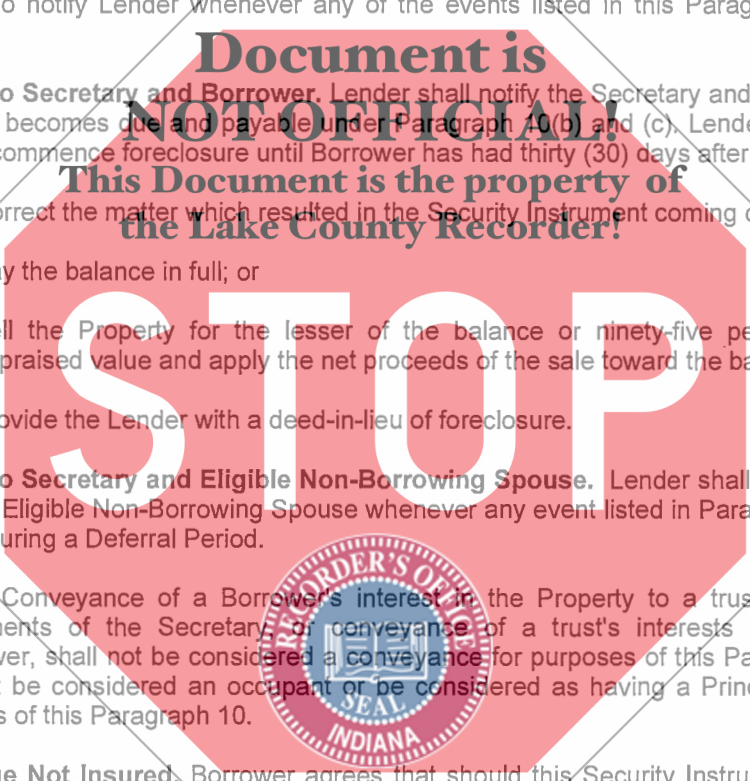 o notify Lender whenever any of the events listed in this Parag
Document is
o Secretary and Borrower. Lender shall notify the Secretary and
NOT OFFICIAL!
becomes due and payable under Paragraph 10(b) and (c). Lende
commence foreclosure until Borrower has had thirty (30) days after
This Document is the property of
orrect the matter which resulted in the Security Instrument coming
the Lake County Recorder!
y the balance in full; or
STOP
ll the Property for the lesser of the balance or ninety-five pe
praised value and apply the net proceeds of the sale toward the ba
ovide the Lender with a deed-in-lieu of foreclosure.
o Secretary and Eligible Non-Borrowing Spouse. Lender shall
Eligible Non-Borrowing Spouse whenever any event listed in Para
uring a Deferral Period.
RECORDER'S OFFICE
SEAL
INDIANA
Conveyance of a Borrower's interest in the Property to a trus
nents of the Secretary, or conveyance of a trust's interests
ver, shall not be considered a conveyance for purposes of this Pa
be considered an occupant or be considered as having a Princ
s of this Paragraph 10.
e Not Insured. Borrower agrees that should this Security Instru